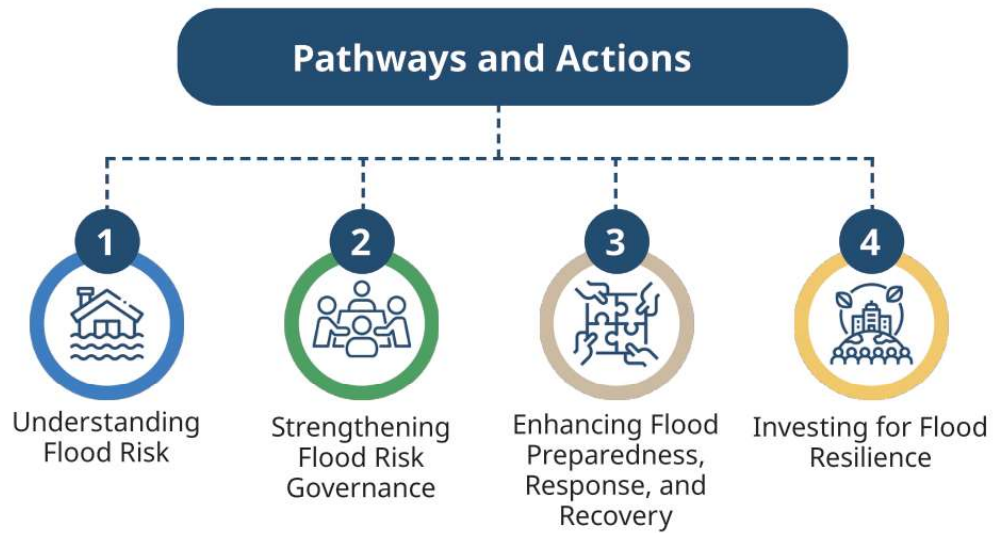 Pathways and Actions
1
2
3
4
Understanding
Flood Risk
Strengthening
Flood Risk
Governance
Enhancing Flood
Preparedness,
Response, and
Recovery
Investing for Flood
Resilience